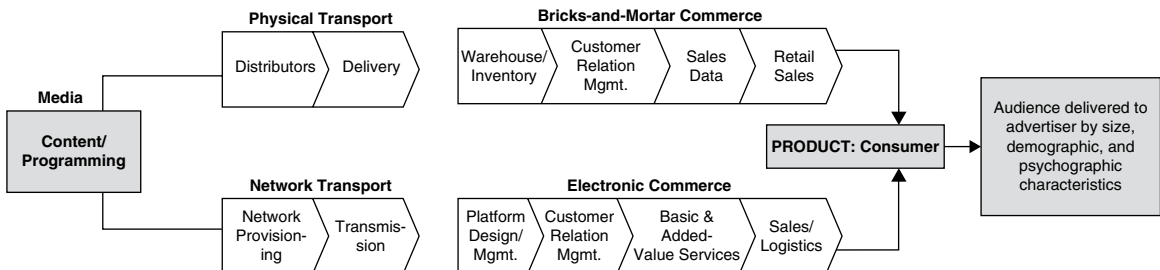 Physical Transport
Distributors
Delivery
Bricks-and-Mortar Commerce
Warehouse/
Inventory
Customer
Relation
Mgmt.
Sales
Data
Retail
Sales
Media
Content/
Programming
PRODUCT: Consumer
Audience delivered to
advertiser by size,
demographic, and
psychographic
characteristics
Network Transport
Network
Provision-
ing
Transmis-
sion
Electronic Commerce
Platform
Design/
Mgmt.
Customer
Relation
Mgmt.
Basic &
Added-
Value Services
Sales/
Logistics